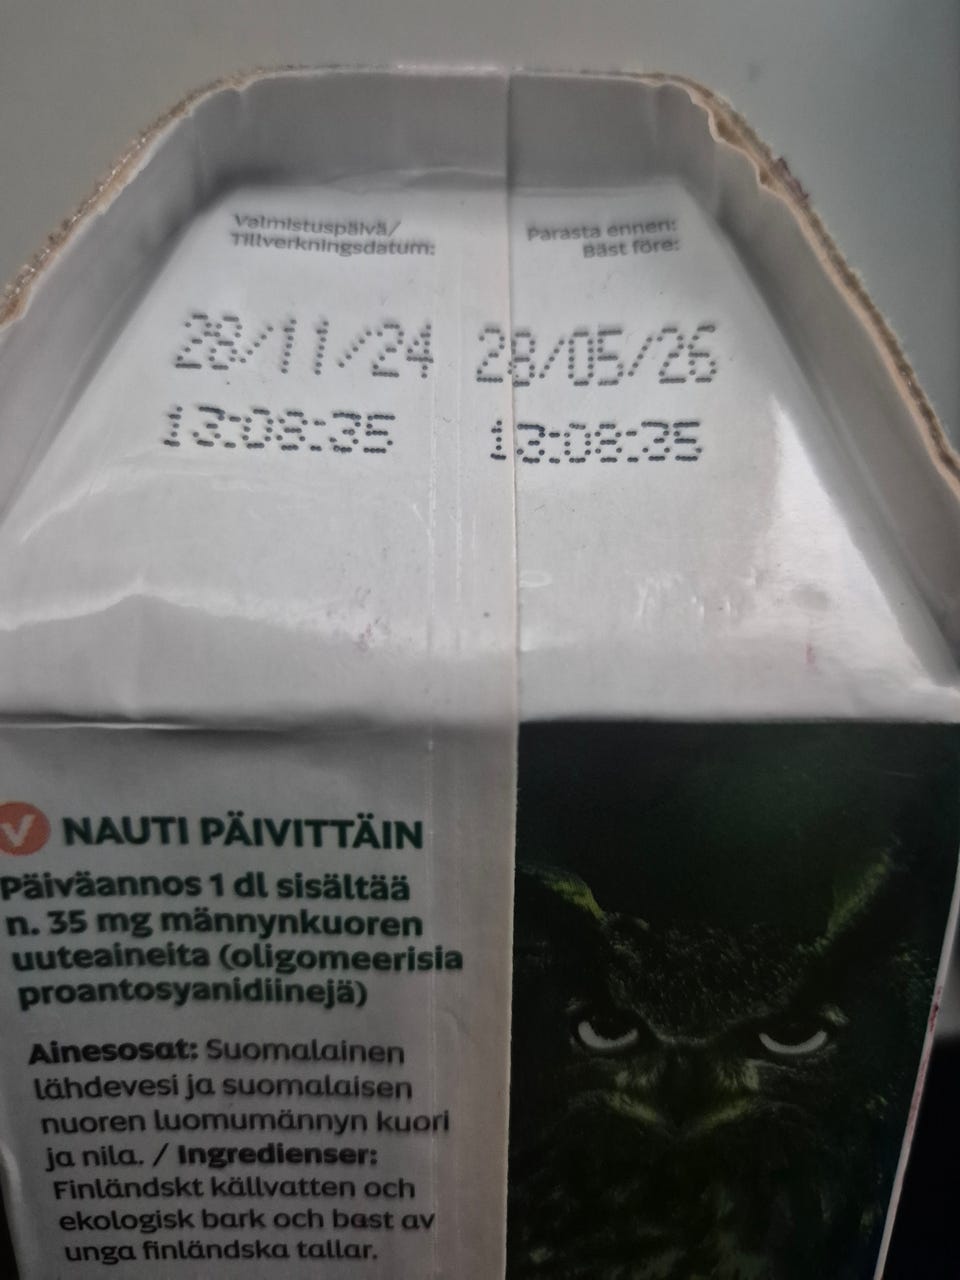 Valmistuspäivä/
Tillverkningsdatum:
Parasta ennen:
Bäst före:
28/11/24
28/05/26
13:08:35
13:08:35
NAUTI PÄIVITTÄIN
Päiväannos 1 dl sisältää
n. 35 mg männynkuoren
uuteaineita (oligomeerisia
proantosyanidiinejä)
Ainesosat: Suomalainen
lähdevesi ja suomalaisen
nuoren luomumännyn kuori
ja nila. / Ingredienser:
Finländskt källvatten och
ekologisk bark och bast av
unga finländska tallar.